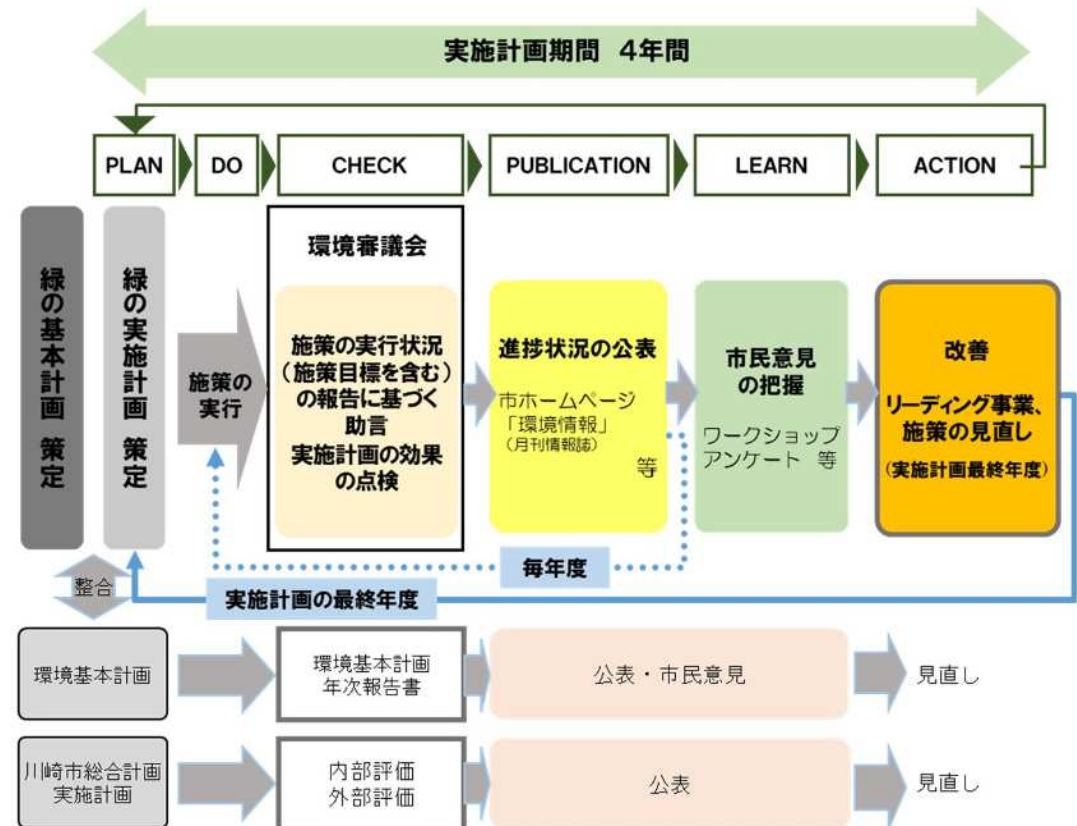 実施計画期間 4年間
PLAN
DO
CHECK
PUBLICATION
LEARN
ACTION
緑の基本計画 策定
緑の実施計画 策定
施策の
実行
環境審議会
施策の実行状況
（施策目標を含む）
の報告に基づく
助言
実施計画の効果
の点検
進捗状況の公表
市ホームページ
「環境情報」
（月刊情報誌）
等
市民意見
の把握
ワークショップ
アンケート 等
改善
リーディング事業、
施策の見直し
（実施計画最終年度）
毎年度
整合
実施計画の最終年度
環境基本計画
環境基本計画
年次報告書
公表・市民意見
見直し
川崎市総合計画
実施計画
内部評価
外部評価
公表
見直し